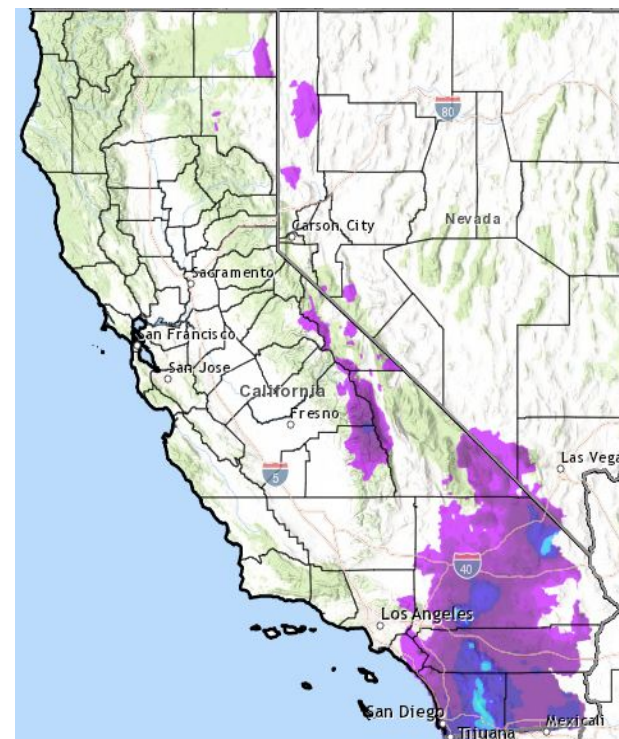 80
Carson City
Nevada
Sacramento
San Francisco
San Jose
California
Fresno
5
Las Vega
40
Los Angeles
San Diego
Mexicali
Tijuana